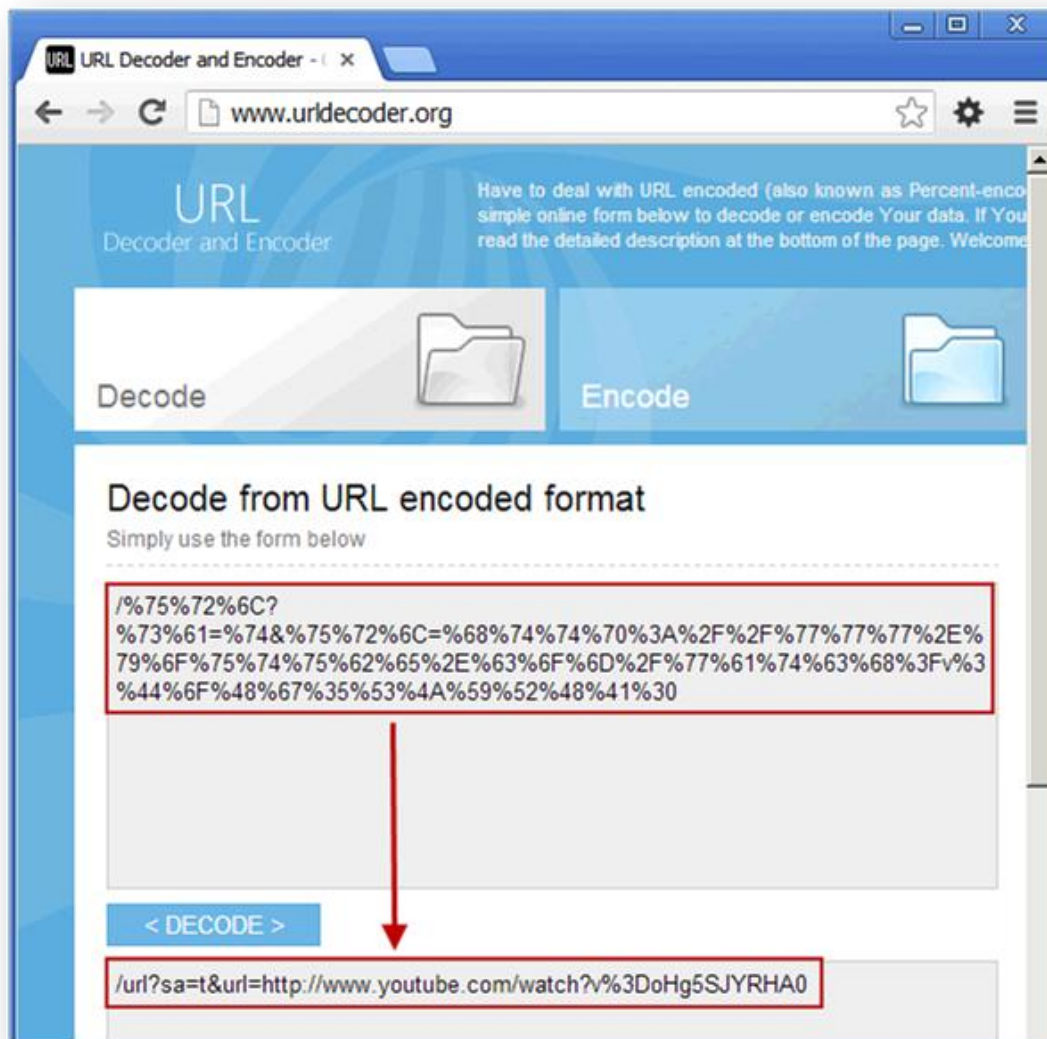 URL URL Decoder and Encoder - (
www.urldecoder.org
URL
Decoder and Encoder
Have to deal with URL encoded (also known as Percent-enco
simple online form below to decode or encode Your data. If You
read the detailed description at the bottom of the page. Welcome
Decode
Encode
Decode from URL encoded format
Simply use the form below
/%75%72%6C?
%73%61=%74&%75%72%6C=%68%74%74%70%3A%2F%2F%77%77%77%2E%
79%6F%75%74%75%62%65%2E%63%6F%6D%2F%77%61%74%63%68%3Fv%3
%44%6F%48%67%35%53%4A%59%52%48%41%30
< DECODE >
/url?sa=t&url=http://www.youtube.com/watch?v%3DoHg5SJYRHA0